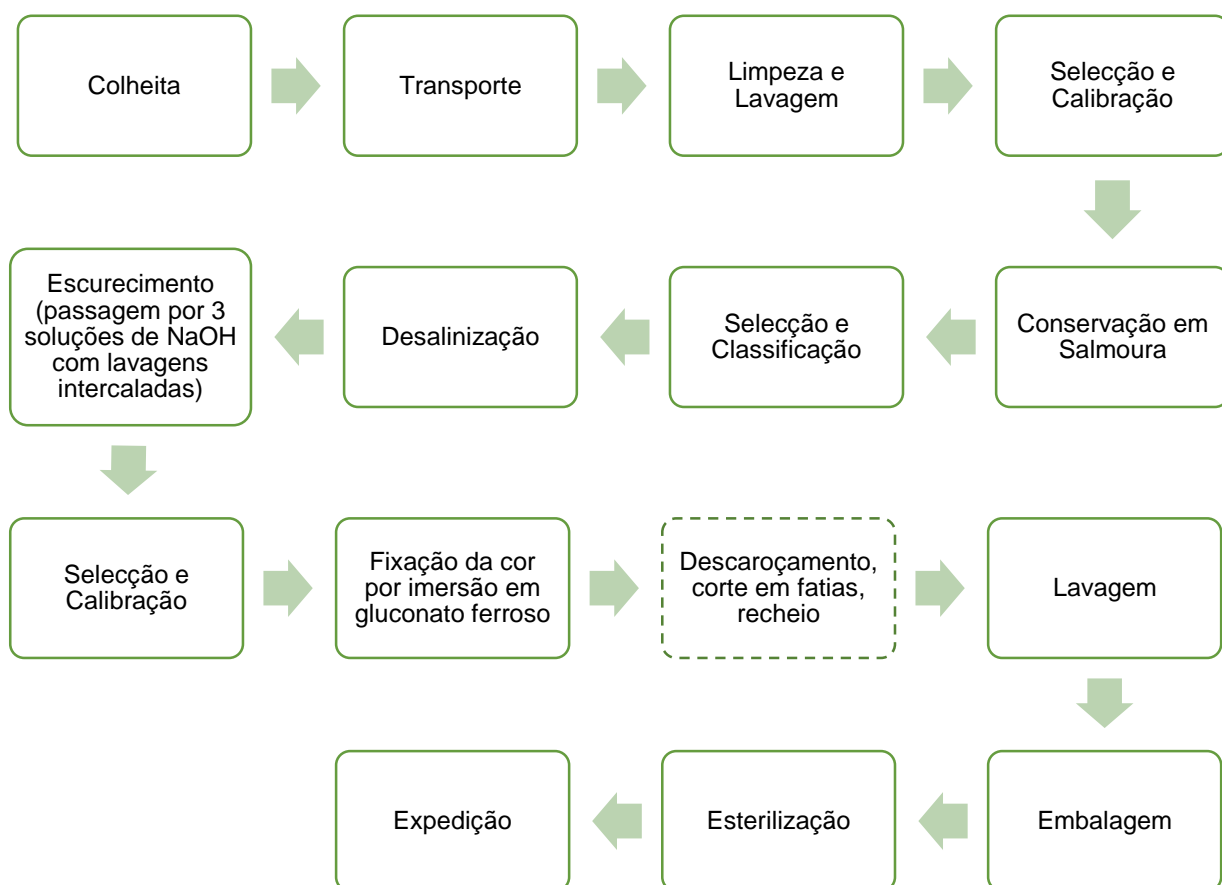 Colheita
Transporte
Limpeza e
Lavagem
Selecção e
Calibração
Conservação em
Salmoura
Selecção e
Classificação
Desalinização
Escurecimento
(passagem por 3
soluções de NaOH
com lavagens
intercaladas)
Selecção e
Calibração
Fixação da cor
por imersão em
gluconato ferroso
Descaroçamento,
corte em fatias,
recheio
Lavagem
Embalagem
Esterilização
Expedição